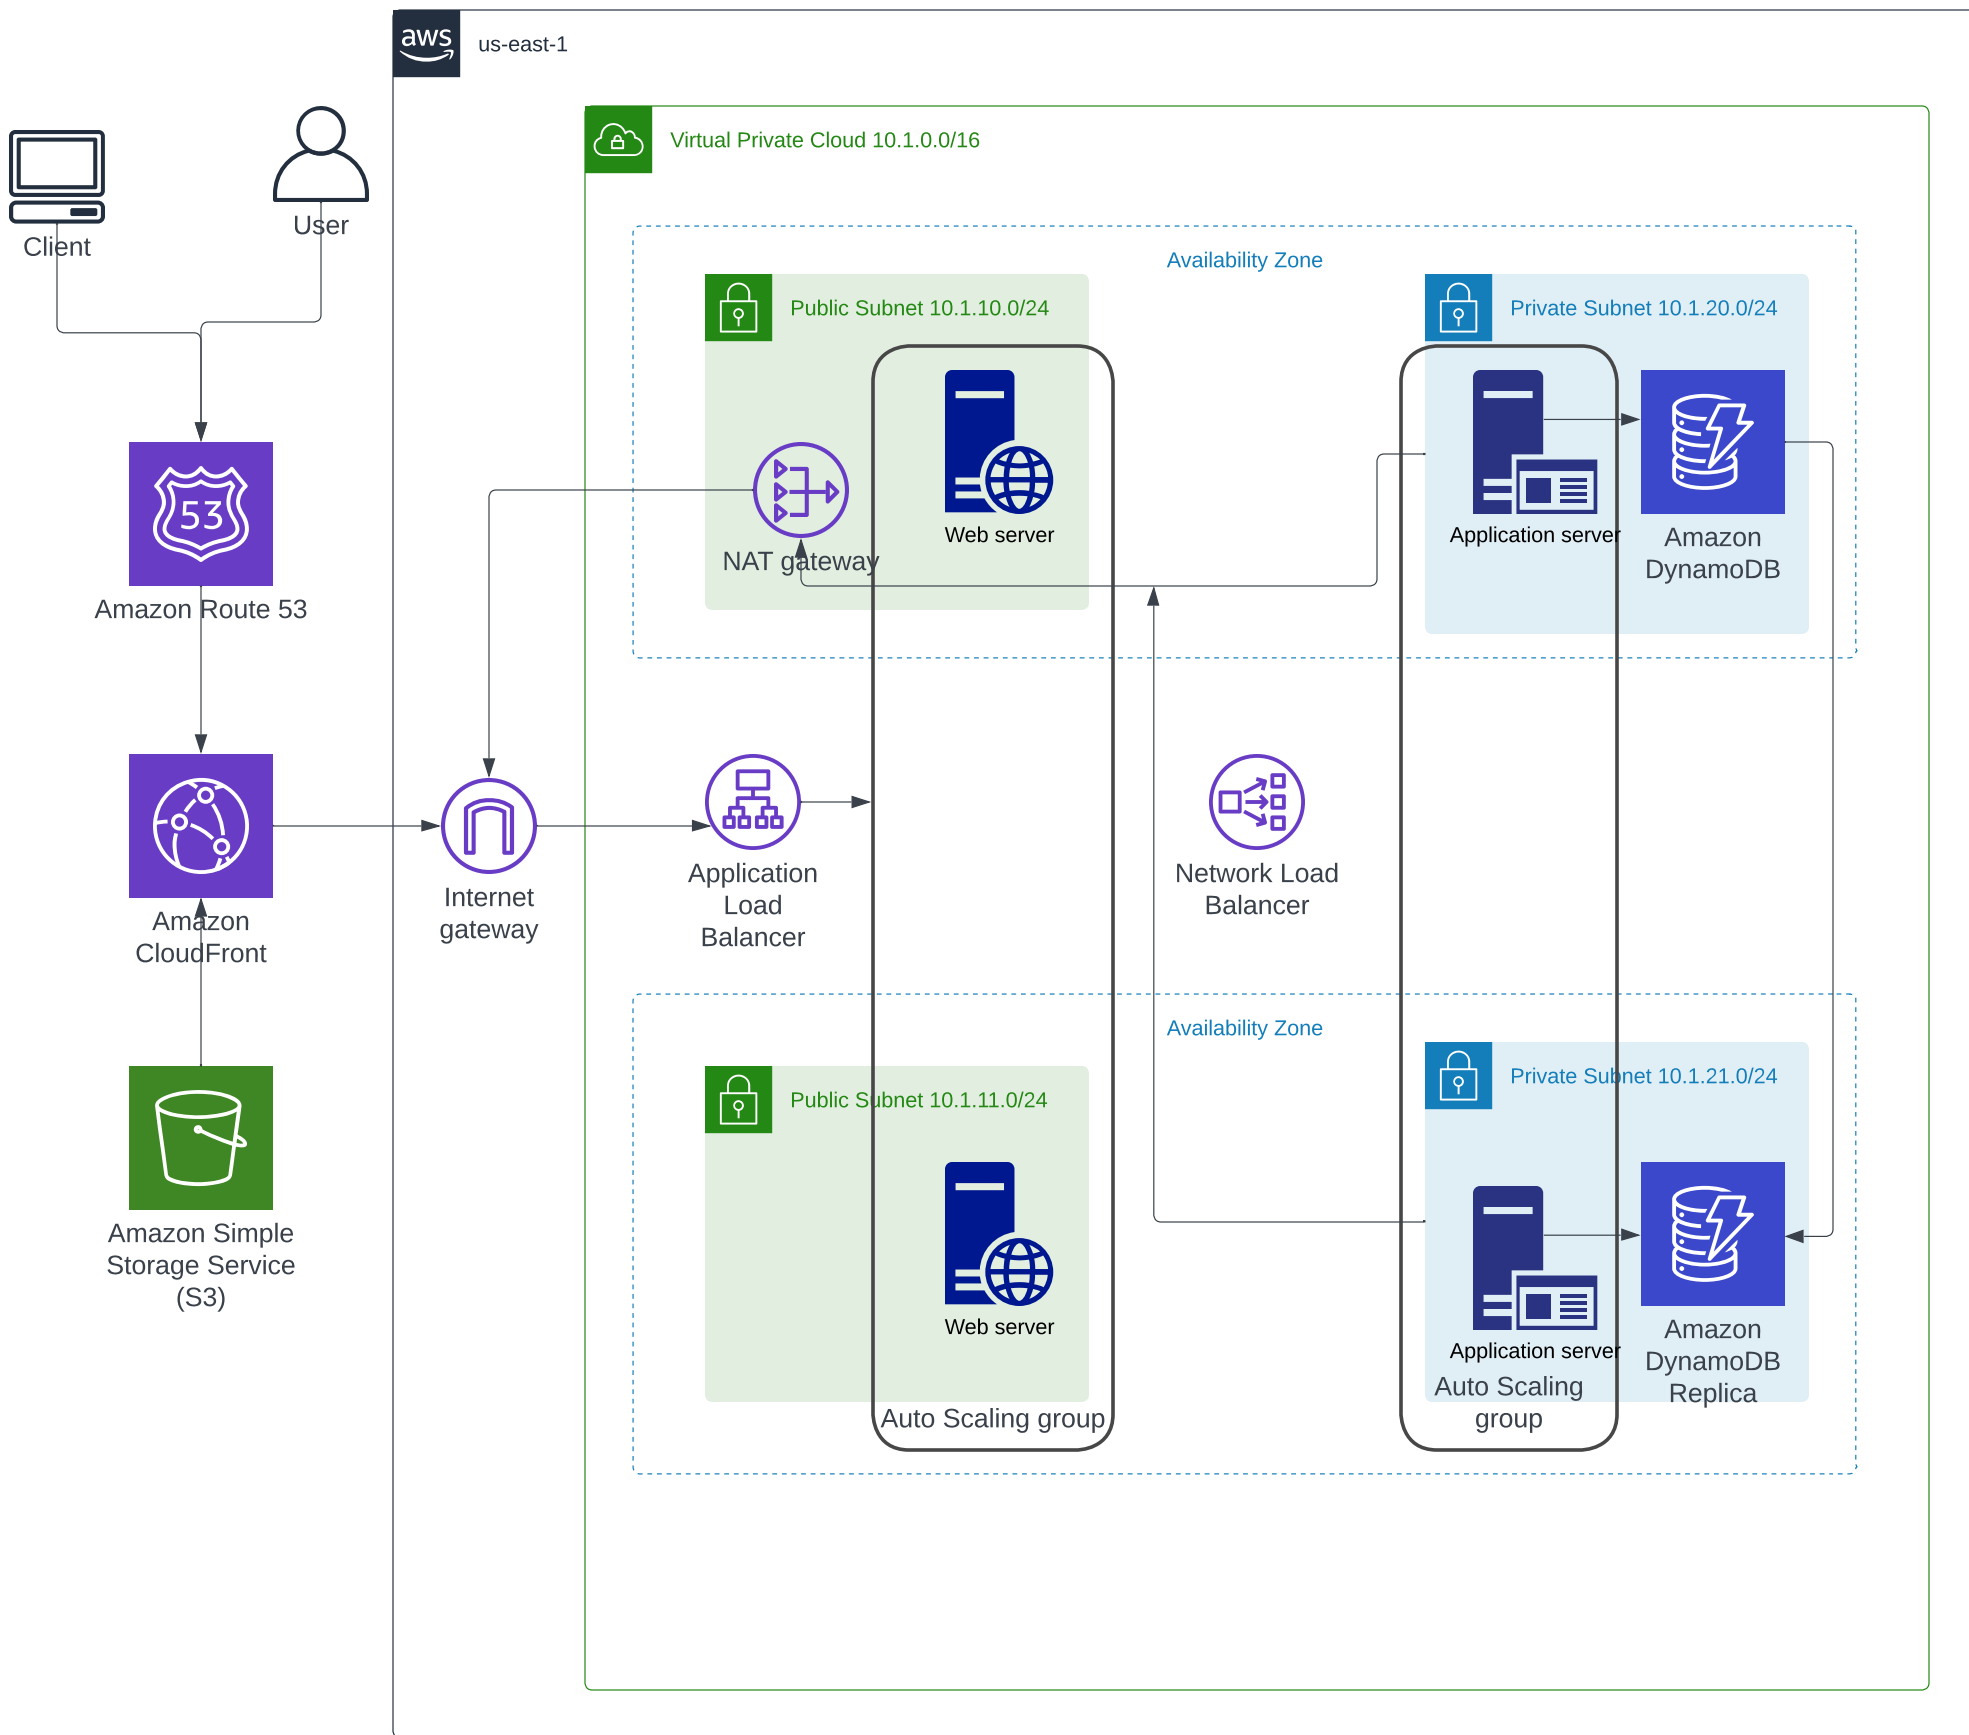 aws
us-east-1
Virtual Private Cloud 10.1.0.0/16
Client
User
Availability Zone
Public Subnet 10.1.10.0/24
Private Subnet 10.1.20.0/24
53
Amazon Route 53
NAT gateway
Web server
Application server
Amazon
DynamoDB
Amazon
CloudFront
Internet
gateway
Application
Load
Balancer
Network Load
Balancer
Availability Zone
Public Subnet 10.1.11.0/24
Private Subnet 10.1.21.0/24
Amazon Simple
Storage Service
(S3)
Web server
Auto Scaling group
Application server
Auto Scaling
group
Amazon
DynamoDB
Replica